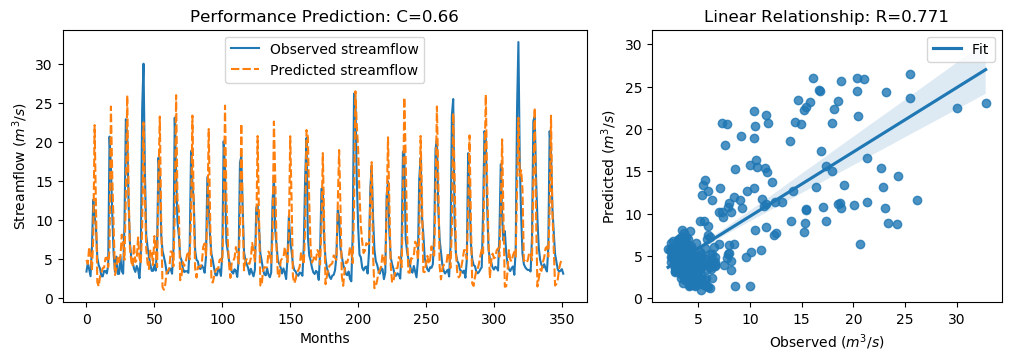 Performance Prediction: C=0.66
Observed streamflow
Predicted streamflow
Streamflow (m³/s)
30
25
20
15
10
5
0
0 50 100 150 200 250 300 350
Months
Linear Relationship: R=0.771
Fit
Predicted (m³/s)
30
25
20
15
10
5
0
5 10 15 20 25 30
Observed (m³/s)